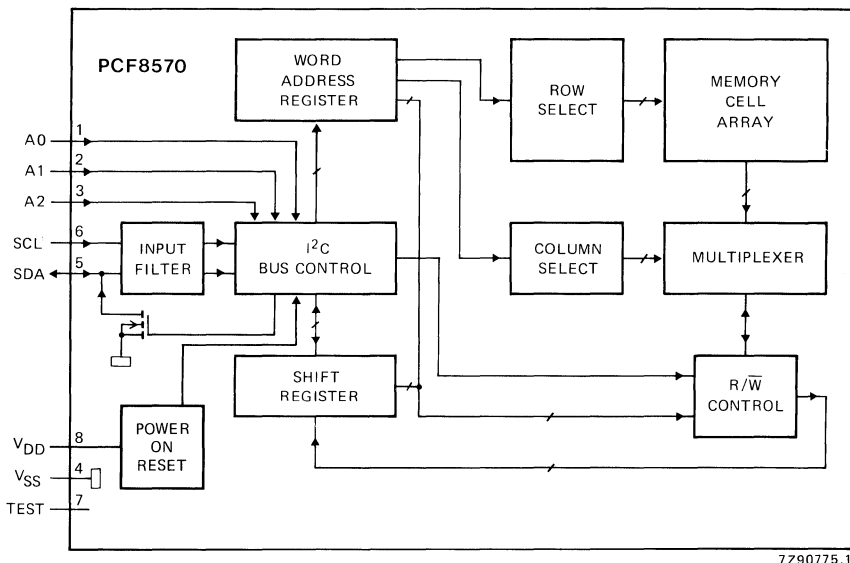 PCF8570
WORD
ADDRESS
REGISTER
ROW
SELECT
MEMORY
CELL
ARRAY
A0 1
A1 2
A2 3
SCL 6
SDA 5
INPUT
FILTER
I²C
BUS CONTROL
COLUMN
SELECT
MULTIPLEXER
SHIFT
REGISTER
R/W̅
CONTROL
POWER
ON
RESET
VDD 8
VSS 4
TEST 7
7Z90775.1